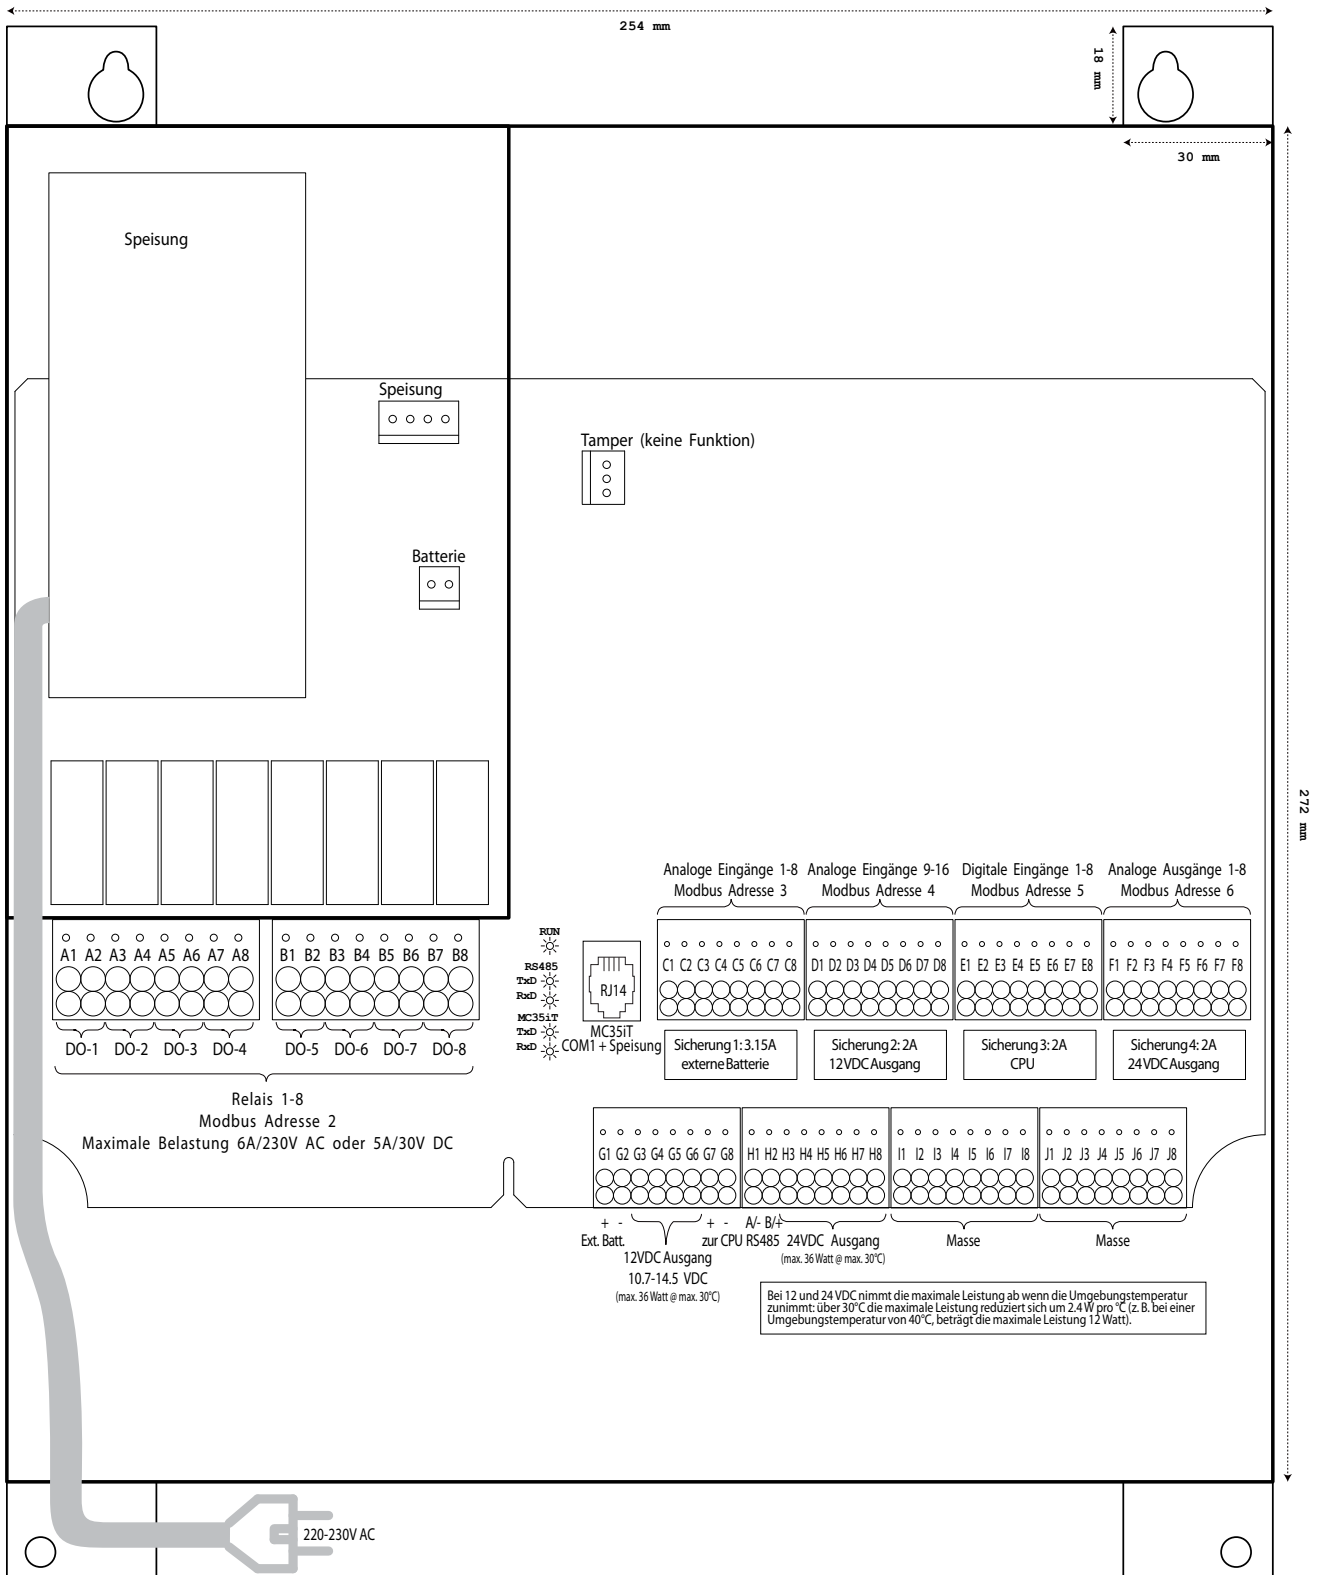 254 mm
18 mm
30 mm
Speisung
Speisung
Tamper (keine Funktion)
Batterie
272 mm
Analoge Eingänge 1-8
Modbus Adresse 3
Analoge Eingänge 9-16
Modbus Adresse 4
Digitale Eingänge 1-8
Modbus Adresse 5
Analoge Ausgänge 1-8
Modbus Adresse 6
A1 A2 A3 A4 A5 A6 A7 A8
B1 B2 B3 B4 B5 B6 B7 B8
RUN
RS485
TxD
RxD
MC35iT
TxD
RxD
RJ14
MC35iT
COM1 + Speisung
C1 C2 C3 C4 C5 C6 C7 C8
D1 D2 D3 D4 D5 D6 D7 D8
E1 E2 E3 E4 E5 E6 E7 E8
F1 F2 F3 F4 F5 F6 F7 F8
DO-1 DO-2 DO-3 DO-4
DO-5 DO-6 DO-7 DO-8
Sicherung 1: 3.15A
externe Batterie
Sicherung 2: 2A
12VDC Ausgang
Sicherung 3: 2A
CPU
Sicherung 4: 2A
24VDC Ausgang
Relais 1-8
Modbus Adresse 2
Maximale Belastung 6A/230V AC oder 5A/30V DC
G1 G2 G3 G4 G5 G6 G7 G8
H1 H2 H3 H4 H5 H6 H7 H8
I1 I2 I3 I4 I5 I6 I7 I8
J1 J2 J3 J4 J5 J6 J7 J8
+ -
Ext. Batt.
12VDC Ausgang
10.7-14.5 VDC
(max. 36 Watt @ max. 30°C)
+ -
zur CPU
A/- B/+
RS485
24VDC Ausgang
(max. 36 Watt @ max. 30°C)
Masse
Masse
Bei 12 und 24 VDC nimmt die maximale Leistung ab wenn die Umgebungstemperatur
zunimmt: über 30°C die maximale Leistung reduziert sich um 2.4 W pro °C (z. B. bei einer
Umgebungstemperatur von 40°C, beträgt die maximale Leistung 12 Watt).
220-230V AC